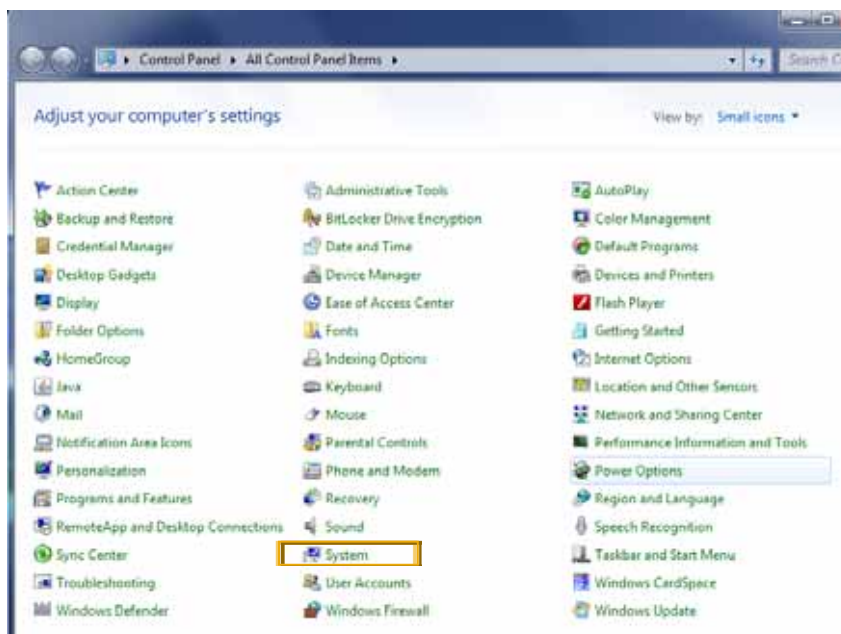 Control Panel ▸ All Control Panel Items ▸
Search C
Adjust your computer's settings
View by: Small icons
Action Center Administrative Tools AutoPlay
Backup and Restore BitLocker Drive Encryption Color Management
Credential Manager Date and Time Default Programs
Desktop Gadgets Device Manager Devices and Printers
Display Ease of Access Center Flash Player
Folder Options Fonts Getting Started
HomeGroup Indexing Options Internet Options
Java Keyboard Location and Other Sensors
Mail Mouse Network and Sharing Center
Notification Area Icons Parental Controls Performance Information and Tools
Personalization Phone and Modem Power Options
Programs and Features Recovery Region and Language
RemoteApp and Desktop Connections Sound Speech Recognition
Sync Center System Taskbar and Start Menu
Troubleshooting User Accounts Windows CardSpace
Windows Defender Windows Firewall Windows Update